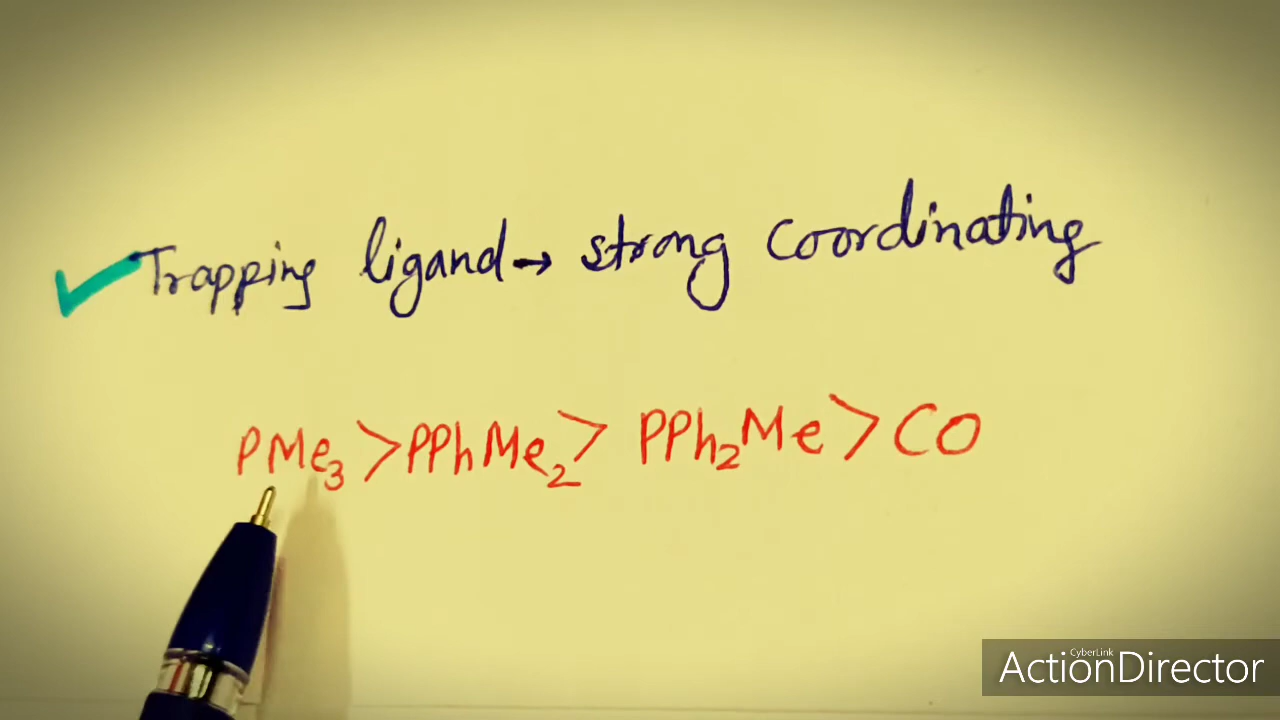 Trapping ligand → strong coordinating
PMe₃ > PPhMe₂ > PPh₂Me > CO
CyberLink
ActionDirector